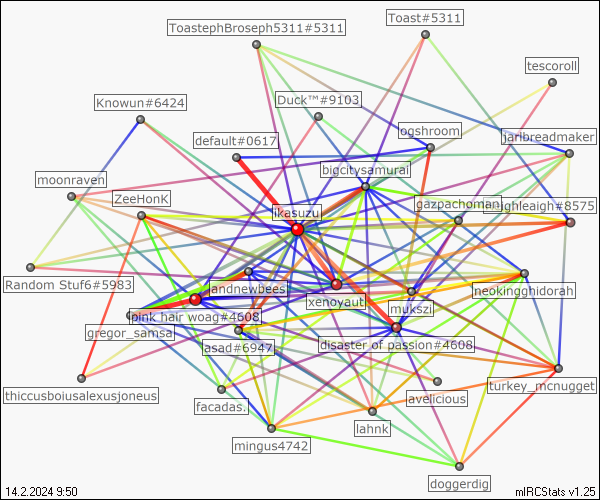 ToastephBroseph5311#5311
Toast#5311
tescoroll
Duck™#9103
Knowun#6424
ogshroom
default#0617
jarlbreadmaker
bigcitysamurai
moonraven
ZeeHonK
gazpachoman
ikasuzu
#8575
Random Stuf6#5983
jandnewbees
xenoyaut
mukszi
neokingghidorah
pink hair woag#4608
gregor_samsa
asad#6947
disaster of passion#4608
turkey_mcnugget
thiccusboiusalexusjoneus
avelicious
facadas.
lahnk
mingus4742
doggerdig
14.2.2024 9:50
mIRCStats v1.25